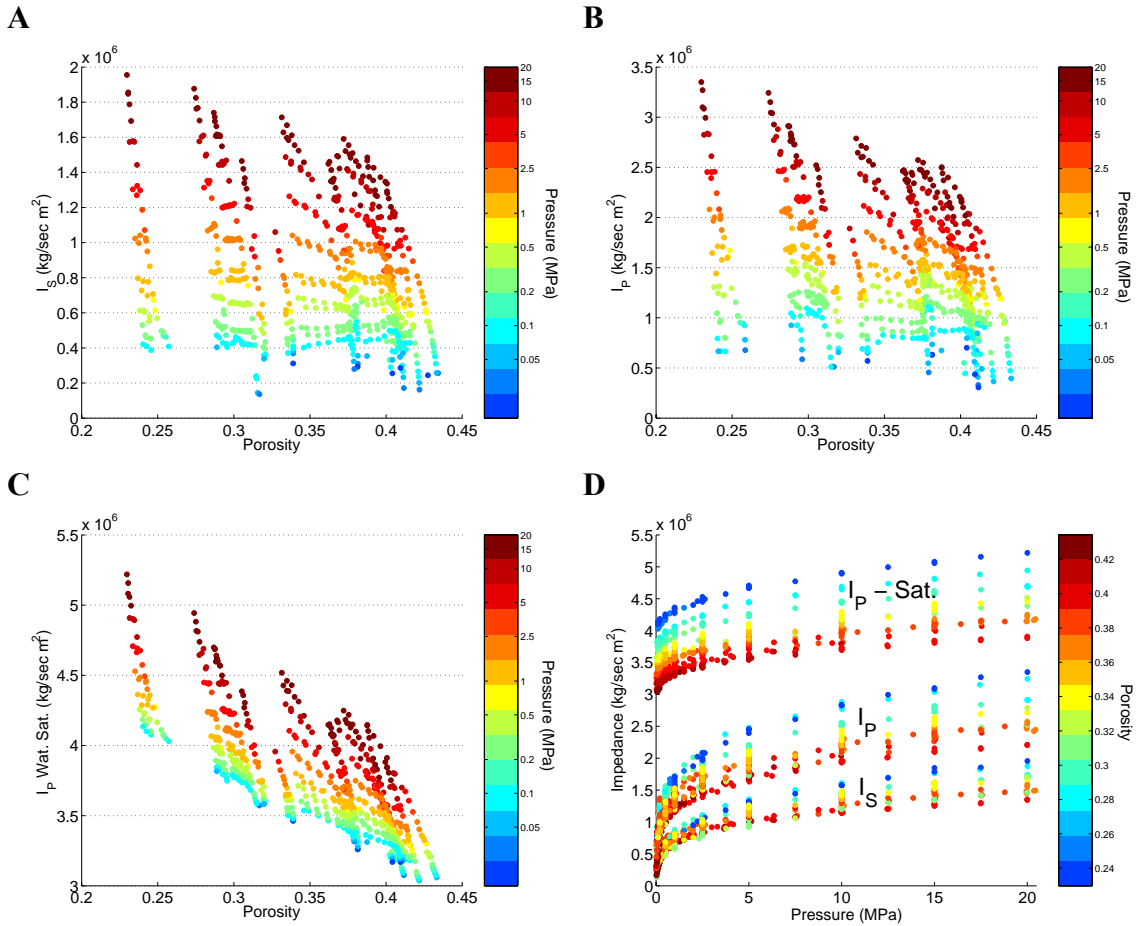 A
x 10^6
2
1.8
1.6
1.4
1.2
1
0.8
0.6
0.4
0.2
0
I_S (kg/sec m^2)
0.2 0.25 0.3 0.35 0.4 0.45
Porosity
20
15
10
5
2.5
1
0.5
0.2
0.1
0.05
Pressure (MPa)
B
x 10^6
3.5
3
2.5
2
1.5
1
0.5
0
I_P (kg/sec m^2)
0.2 0.25 0.3 0.35 0.4 0.45
Porosity
20
15
10
5
2.5
1
0.5
0.2
0.1
0.05
Pressure (MPa)
C
x 10^6
5.5
5
4.5
4
3.5
3
I_P Wat. Sat. (kg/sec m^2)
0.2 0.25 0.3 0.35 0.4 0.45
Porosity
20
15
10
5
2.5
1
0.5
0.2
0.1
0.05
Pressure (MPa)
D
x 10^6
5.5
5
4.5
4
3.5
3
2.5
2
1.5
1
0.5
0
Impedance (kg/sec m^2)
I_P – Sat.
I_P
I_S
0 5 10 15 20
Pressure (MPa)
0.42
0.4
0.38
0.36
0.34
0.32
0.3
0.28
0.26
0.24
Porosity